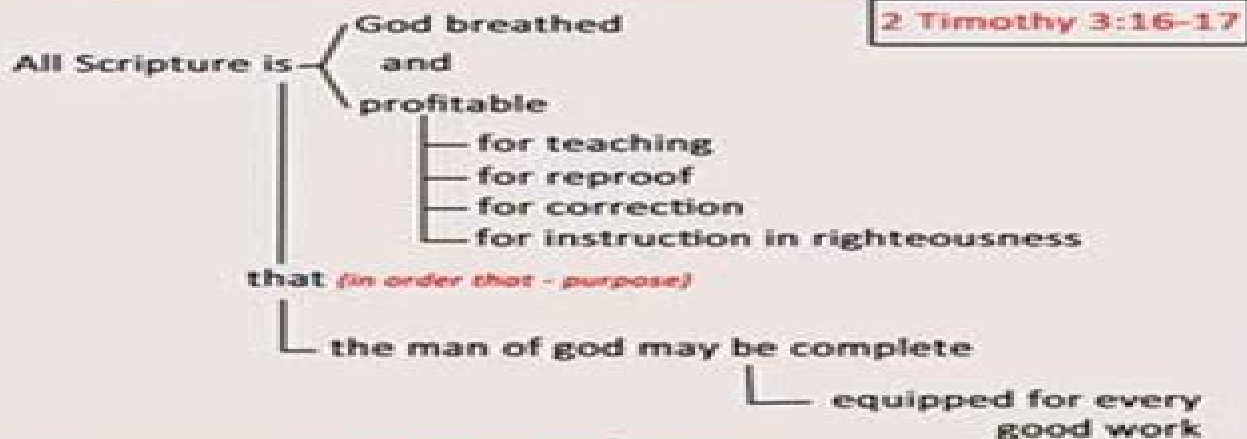 God breathed
2 Timothy 3:16-17
All Scripture is
and
profitable
for teaching
for reproof
for correction
for instruction in righteousness
that (in order that - purpose)
the man of god may be complete
equipped for every
good work